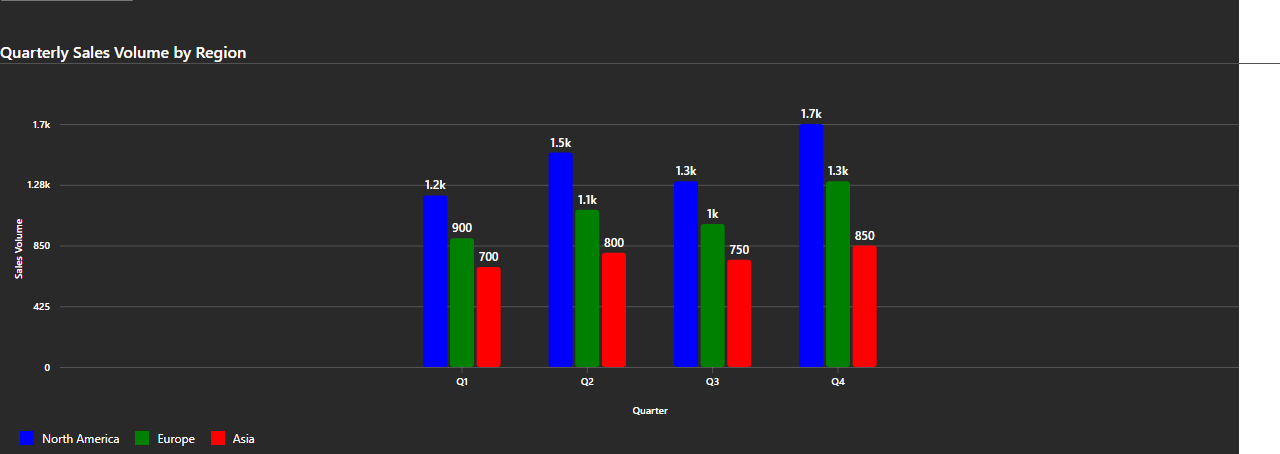 Quarterly Sales Volume by Region
1.7k
1.28k
850
425
0
Sales Volume
1.2k
900
700
1.5k
1.1k
800
1.3k
1k
750
1.7k
1.3k
850
Q1
Q2
Q3
Q4
Quarter
North America
Europe
Asia